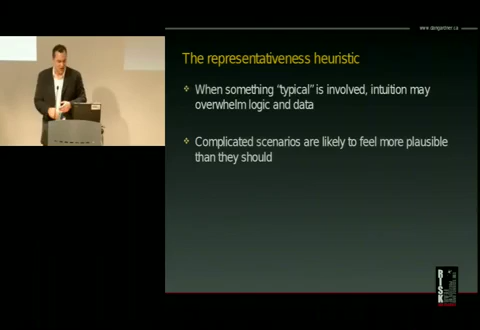 www.dangardner.ca
The representativeness heuristic
When something "typical" is involved, intuition may
overwhelm logic and data
Complicated scenarios are likely to feel more plausible
than they should
RISK